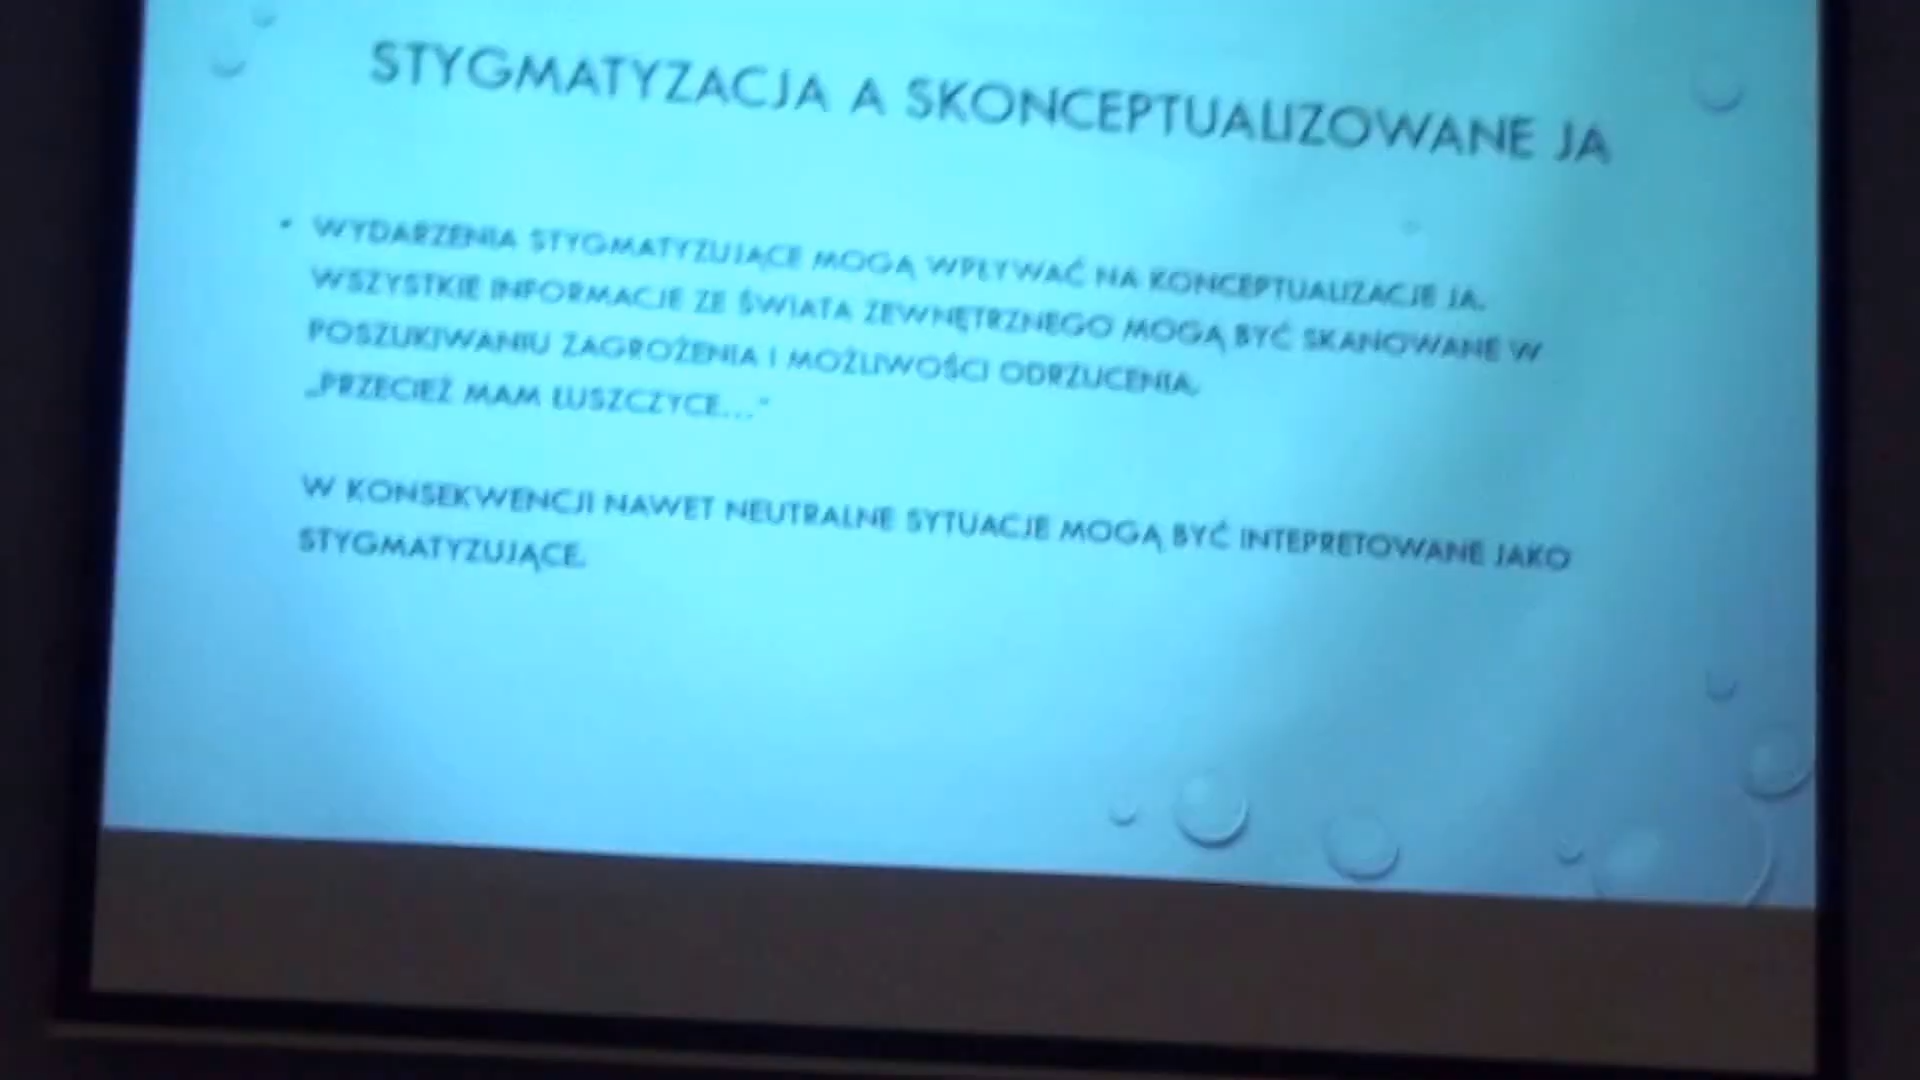 STYGMATYZACJA A SKONCEPTUALIZOWANE JA
• WYDARZENIA STYGMATYZUJĄCE MOGĄ WPŁYWAĆ NA KONCEPTUALIZACJE JA.
WSZYSTKIE INFORMACJE ZE ŚWIATA ZEWNĘTRZNEGO MOGĄ BYĆ SKANOWANE W
POSZUKIWANIU ZAGROŻENIA I MOŻLIWOŚCI ODRZUCENIA.
„PRZECIEŻ MAM ŁUSZCZYCE..."
W KONSEKWENCJI NAWET NEUTRALNE SYTUACJE MOGĄ BYĆ INTEPRETOWANE JAKO
STYGMATYZUJĄCE.